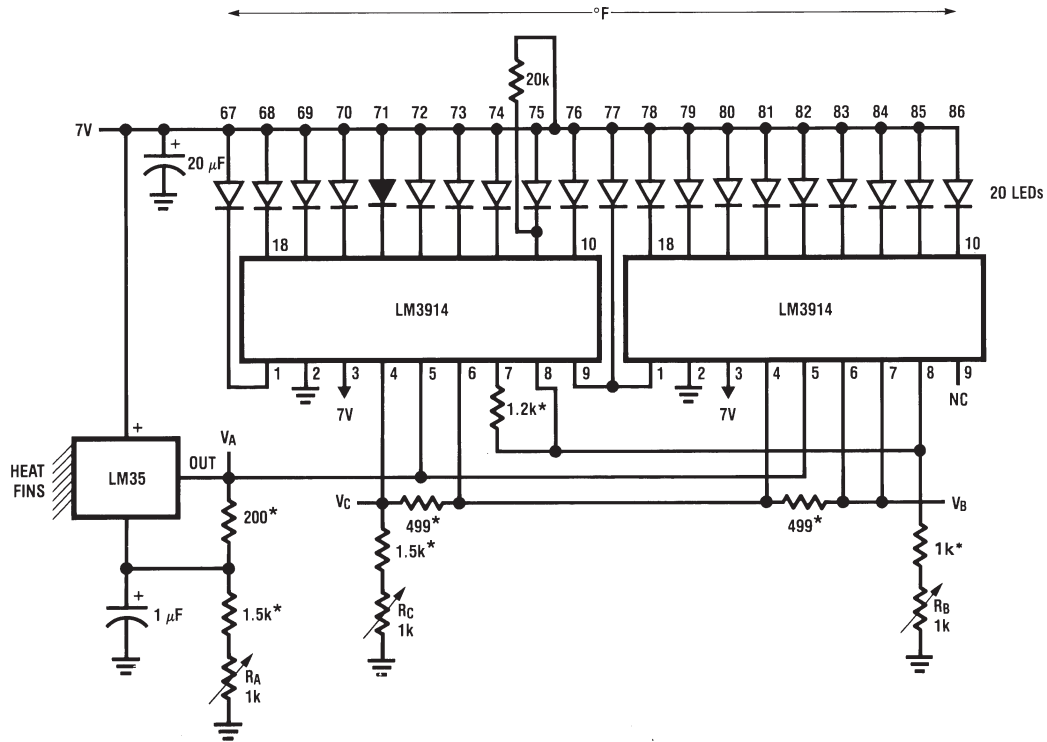 °F
20k
67 68 69 70 71 72 73 74 75 76 77 78 79 80 81 82 83 84 85 86
7V
+
20 μF
20 LEDs
18 10 18 10
LM3914 LM3914
1 2 3 4 5 6 7 8 9 1 2 3 4 5 6 7 8 9
7V 1.2k* 7V NC
+
VA
HEAT FINS
LM35
OUT
VC
VB
200*
499*
499*
1.5k*
1k*
+
1 μF
1.5k*
RC
1k
RB
1k
RA
1k